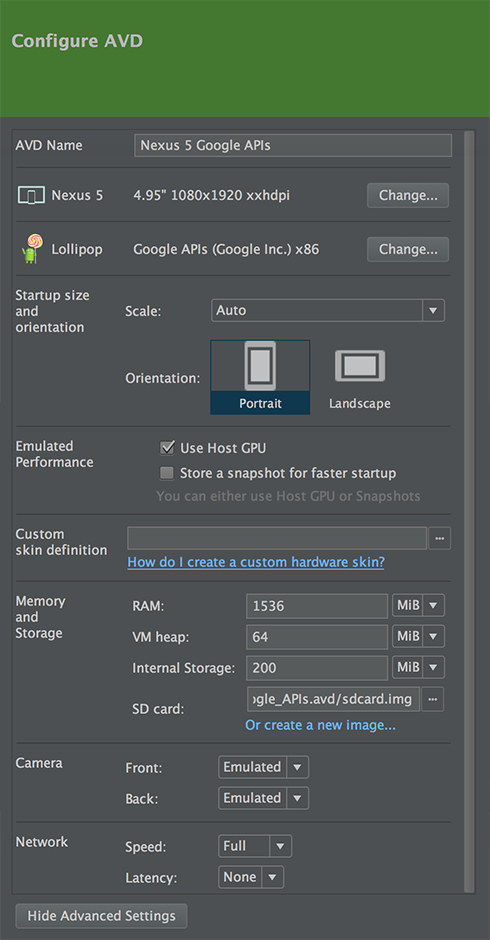 Configure AVD
AVD Name Nexus 5 Google APIs
Nexus 5 4.95" 1080x1920 xxhdpi Change...
Lollipop Google APIs (Google Inc.) x86 Change...
Startup size
and
orientation
Scale: Auto
Orientation:
Portrait Landscape
Emulated
Performance
Use Host GPU
Store a snapshot for faster startup
You can either use Host GPU or Snapshots
Custom
skin definition
...
How do I create a custom hardware skin?
Memory
and
Storage
RAM: 1536 MiB
VM heap: 64 MiB
Internal Storage: 200 MiB
SD card: ogle_APIs.avd/sdcard.img ...
Or create a new image...
Camera
Front: Emulated
Back: Emulated
Network
Speed: Full
Latency: None
Hide Advanced Settings